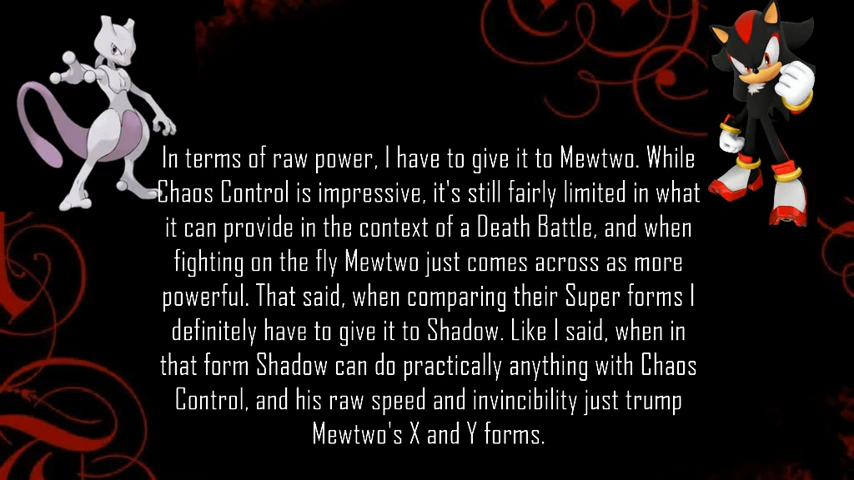 In terms of raw power, I have to give it to Mewtwo. While
Chaos Control is impressive, it's still fairly limited in what
it can provide in the context of a Death Battle, and when
fighting on the fly Mewtwo just comes across as more
powerful. That said, when comparing their Super forms I
definitely have to give it to Shadow. Like I said, when in
that form Shadow can do practically anything with Chaos
Control, and his raw speed and invincibility just trump
Mewtwo's X and Y forms.